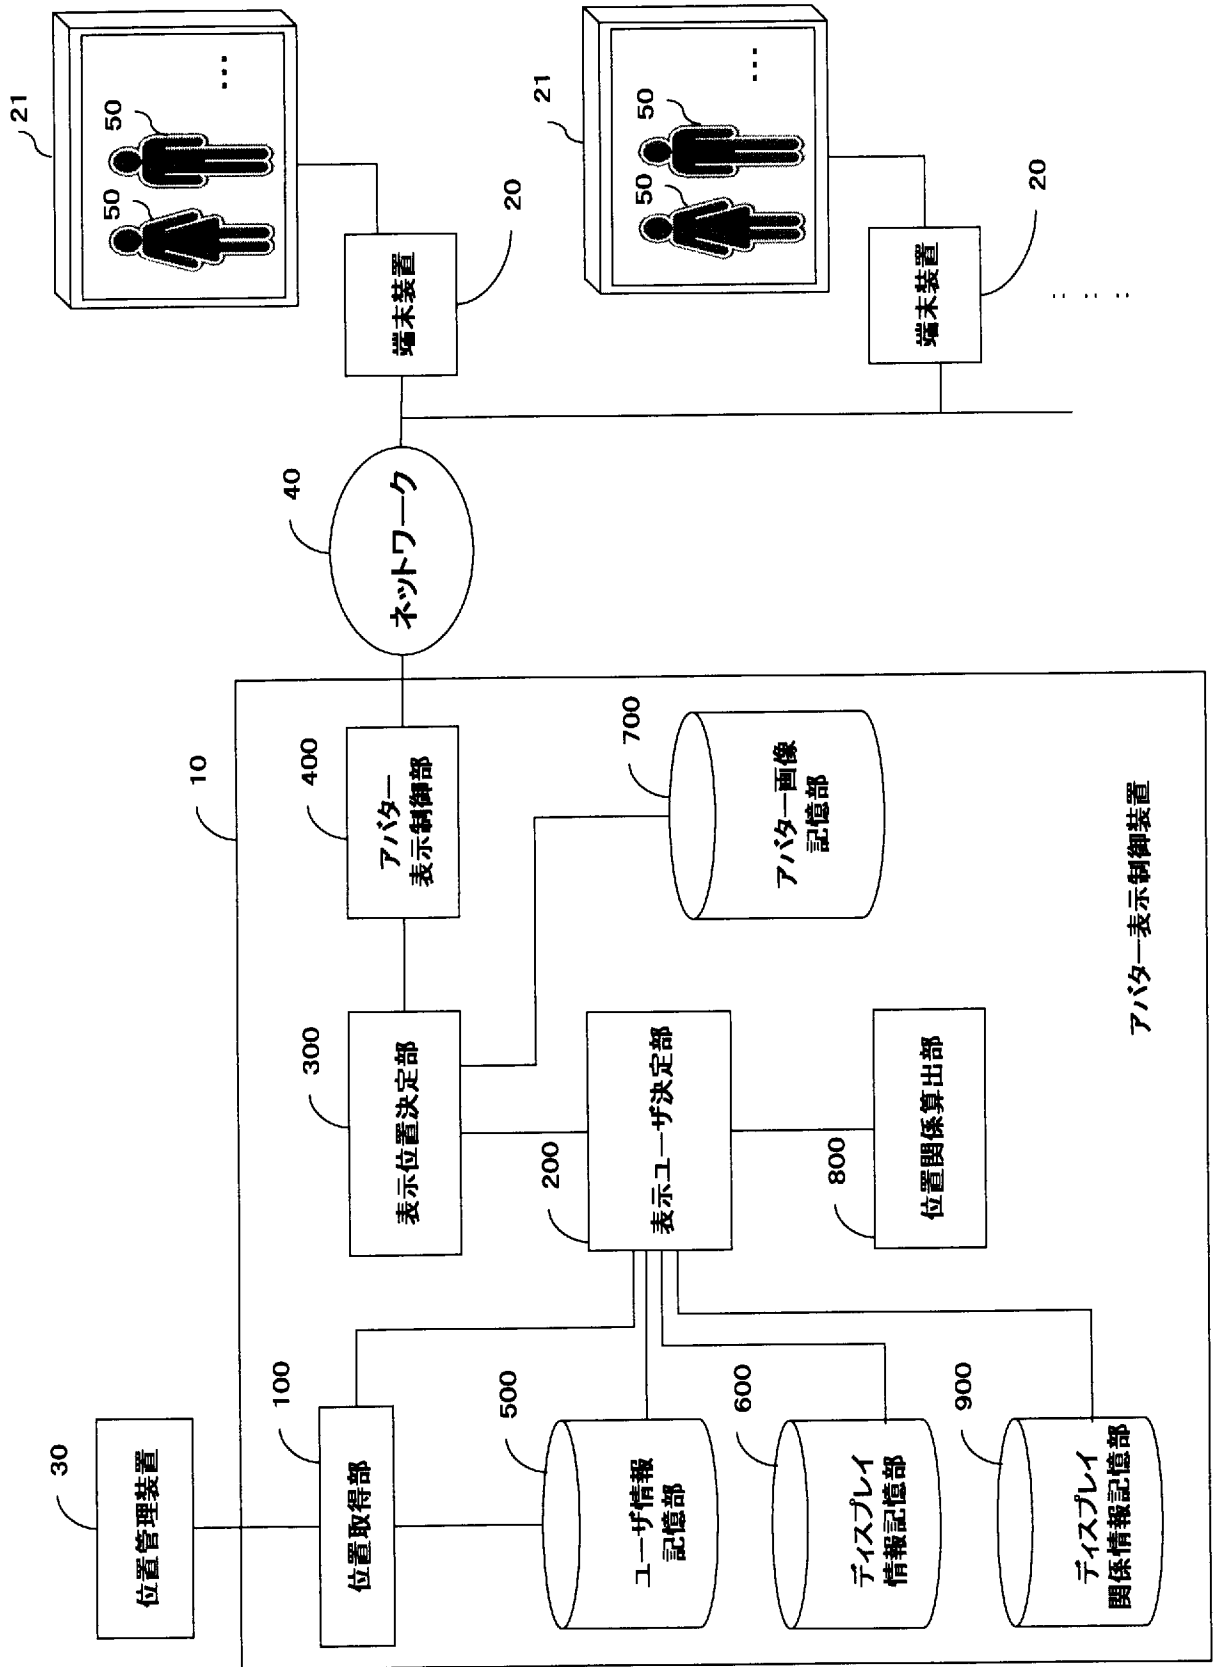 30
位置管理装置
10
100
位置取得部
500
ユーザ情報
記憶部
600
ディスプレイ
情報記憶部
900
ディスプレイ
関係情報記憶部
300
表示位置決定部
200
表示ユーザ決定部
800
位置関係算出部
400
アバター
表示制御部
700
アバター画像
記憶部
アバター表示制御装置
40
ネットワーク
21
50
50
...
20
端末装置
21
50
50
...
20
端末装置